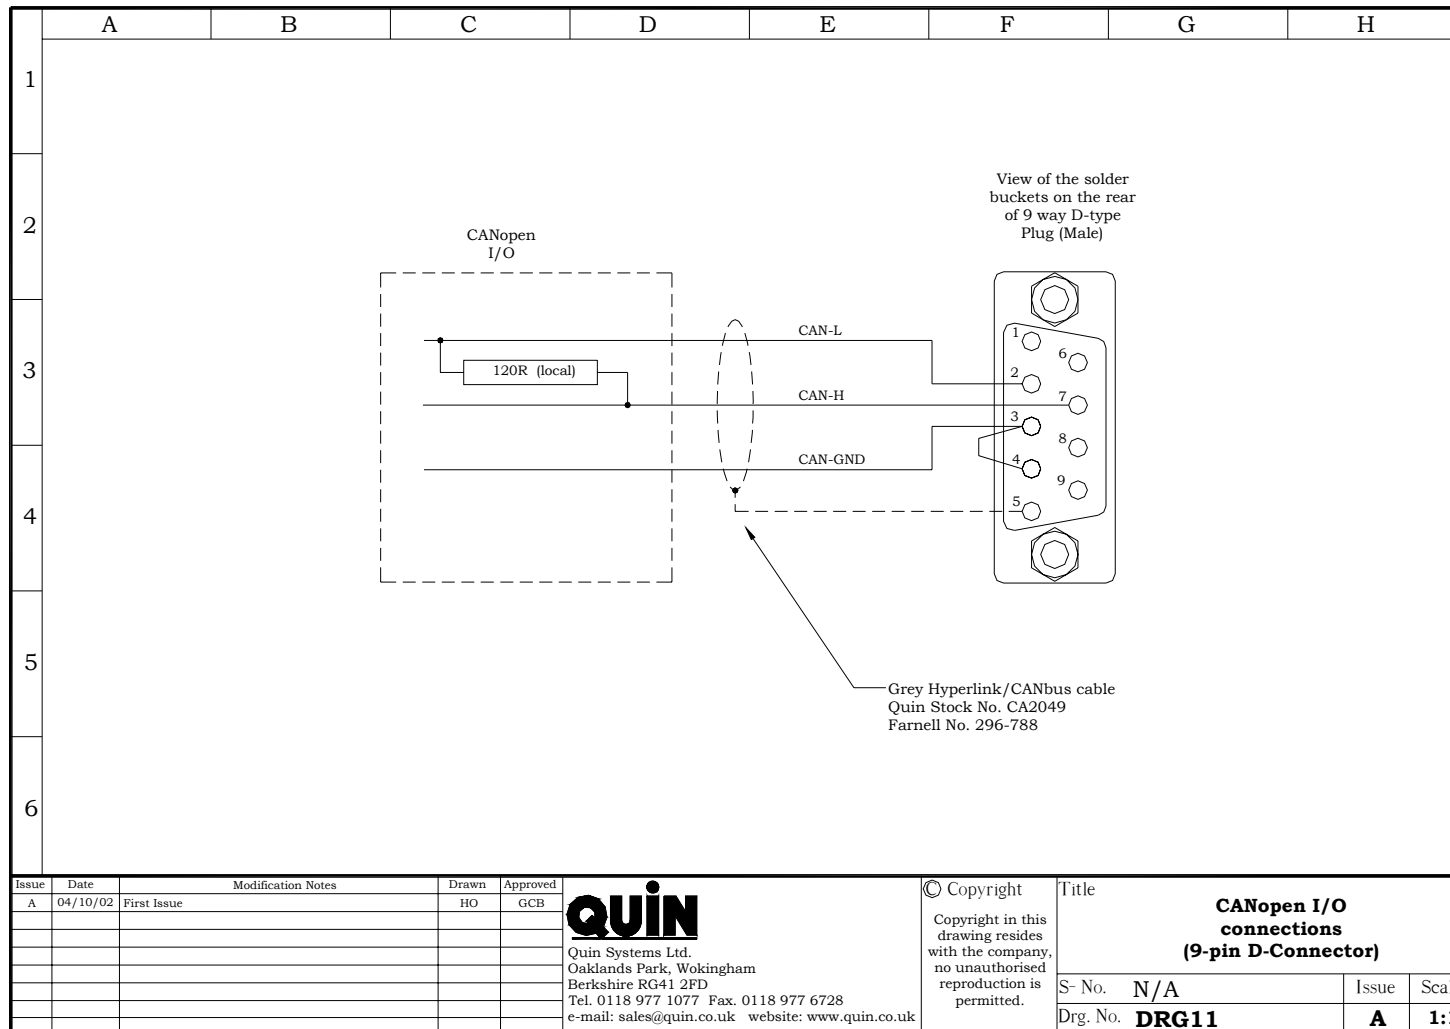 A B C D E F G H
1
2
3
4
5
6
View of the solder
buckets on the rear
of 9 way D-type
Plug (Male)
CANopen
I/O
CAN-L
120R (local)
CAN-H
CAN-GND
1
2
3
4
5
6
7
8
9
Grey Hyperlink/CANbus cable
Quin Stock No. CA2049
Farnell No. 296-788
Issue Date Modification Notes Drawn Approved
A 04/10/02 First Issue HO GCB
QUIN
Quin Systems Ltd.
Oaklands Park, Wokingham
Berkshire RG41 2FD
Tel. 0118 977 1077 Fax. 0118 977 6728
e-mail: sales@quin.co.uk website: www.quin.co.uk
© Copyright
Copyright in this
drawing resides
with the company,
no unauthorised
reproduction is
permitted.
Title
CANopen I/O
connections
(9-pin D-Connector)
S- No. N/A
Issue
A
Drg. No. DRG11